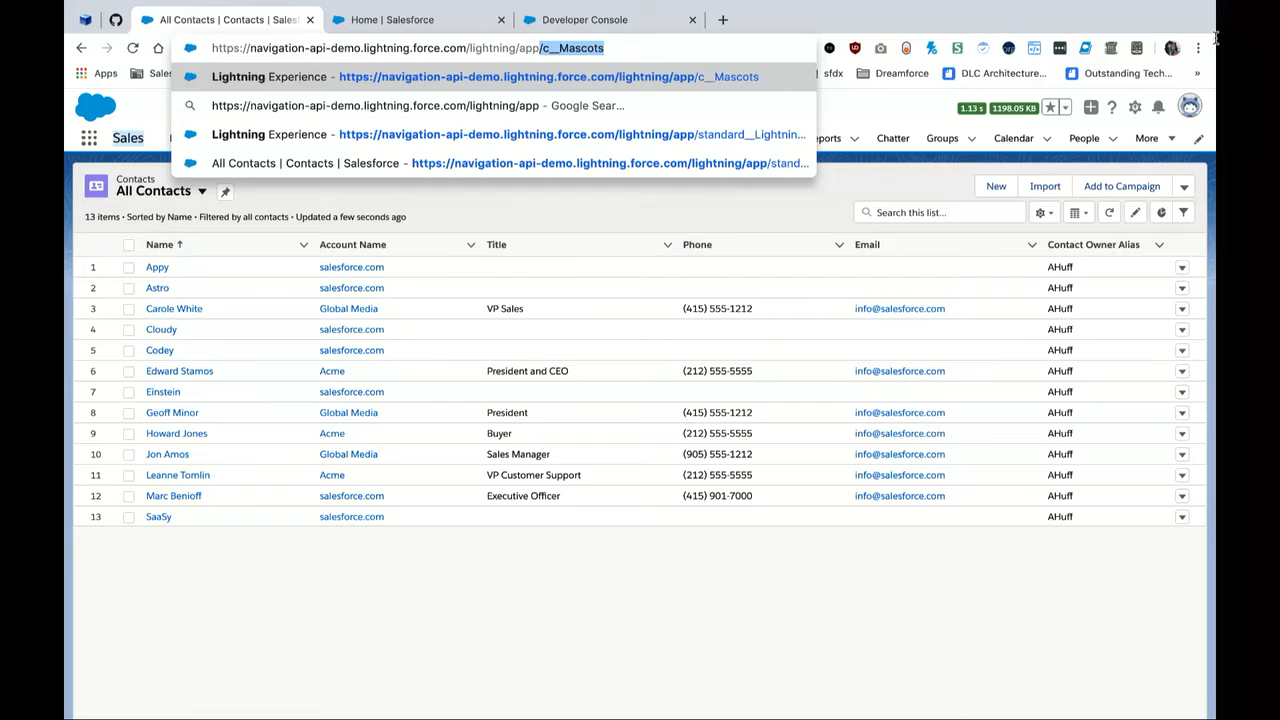 All Contacts | Contacts | Sales
Home | Salesforce
Developer Console
https://navigation-api-demo.lightning.force.com/lightning/app/c__Mascots
Apps
Sales
sfdx
Dreamforce
DLC Architecture...
Outstanding Tech...
Lightning Experience - https://navigation-api-demo.lightning.force.com/lightning/app/c__Mascots
https://navigation-api-demo.lightning.force.com/lightning/app - Google Sear...
Lightning Experience - https://navigation-api-demo.lightning.force.com/lightning/app/standard__Lightnin...
All Contacts | Contacts | Salesforce - https://navigation-api-demo.lightning.force.com/lightning/app/stand...
1.13 s 1198.05 KB
Sales
ports
Chatter
Groups
Calendar
People
More
Contacts
All Contacts
New
Import
Add to Campaign
13 items • Sorted by Name • Filtered by all contacts • Updated a few seconds ago
Search this list...
Name Account Name Title Phone Email Contact Owner Alias
1 Appy salesforce.com AHuff
2 Astro salesforce.com AHuff
3 Carole White Global Media VP Sales (415) 555-1212 info@salesforce.com AHuff
4 Cloudy salesforce.com AHuff
5 Codey salesforce.com AHuff
6 Edward Stamos Acme President and CEO (212) 555-5555 info@salesforce.com AHuff
7 Einstein salesforce.com AHuff
8 Geoff Minor Global Media President (415) 555-1212 info@salesforce.com AHuff
9 Howard Jones Acme Buyer (212) 555-5555 info@salesforce.com AHuff
10 Jon Amos Global Media Sales Manager (905) 555-1212 info@salesforce.com AHuff
11 Leanne Tomlin Acme VP Customer Support (212) 555-5555 info@salesforce.com AHuff
12 Marc Benioff salesforce.com Executive Officer (415) 901-7000 info@salesforce.com AHuff
13 SaaSy salesforce.com AHuff